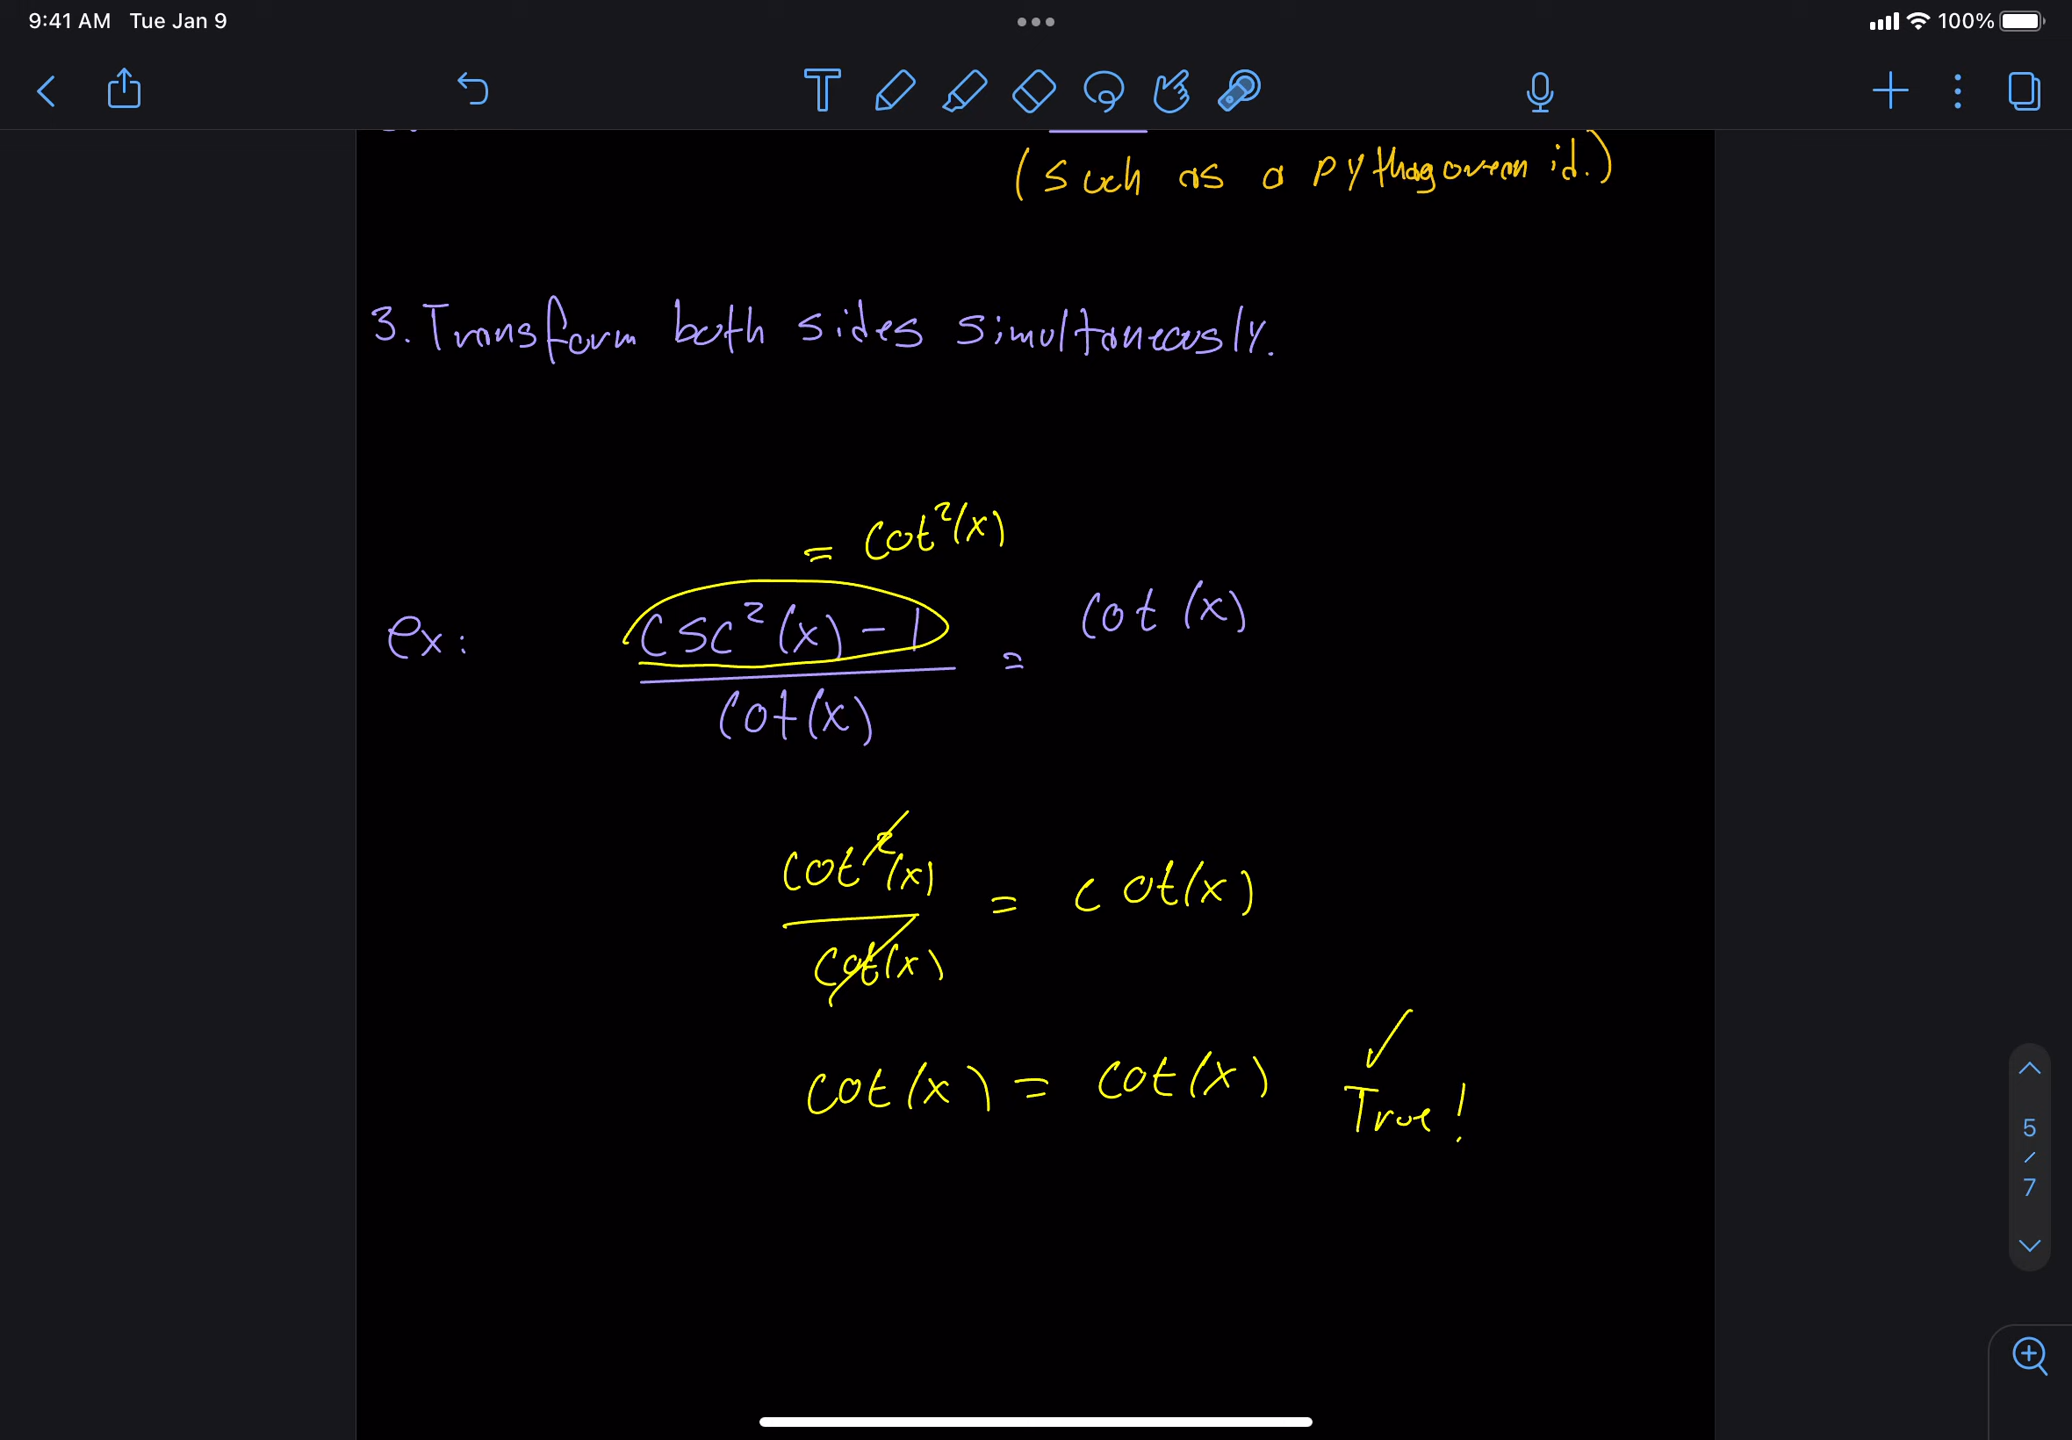 9:41 AM Tue Jan 9
100%
(such as a pythagorean id.)
3. Transform both sides simultaneously.
= cot²(x)
ex: csc²(x) - 1 = cot (x)
cot(x)
cot²(x) = cot(x)
cot(x)
✓
cot(x) = cot(x) True!
5
/
7